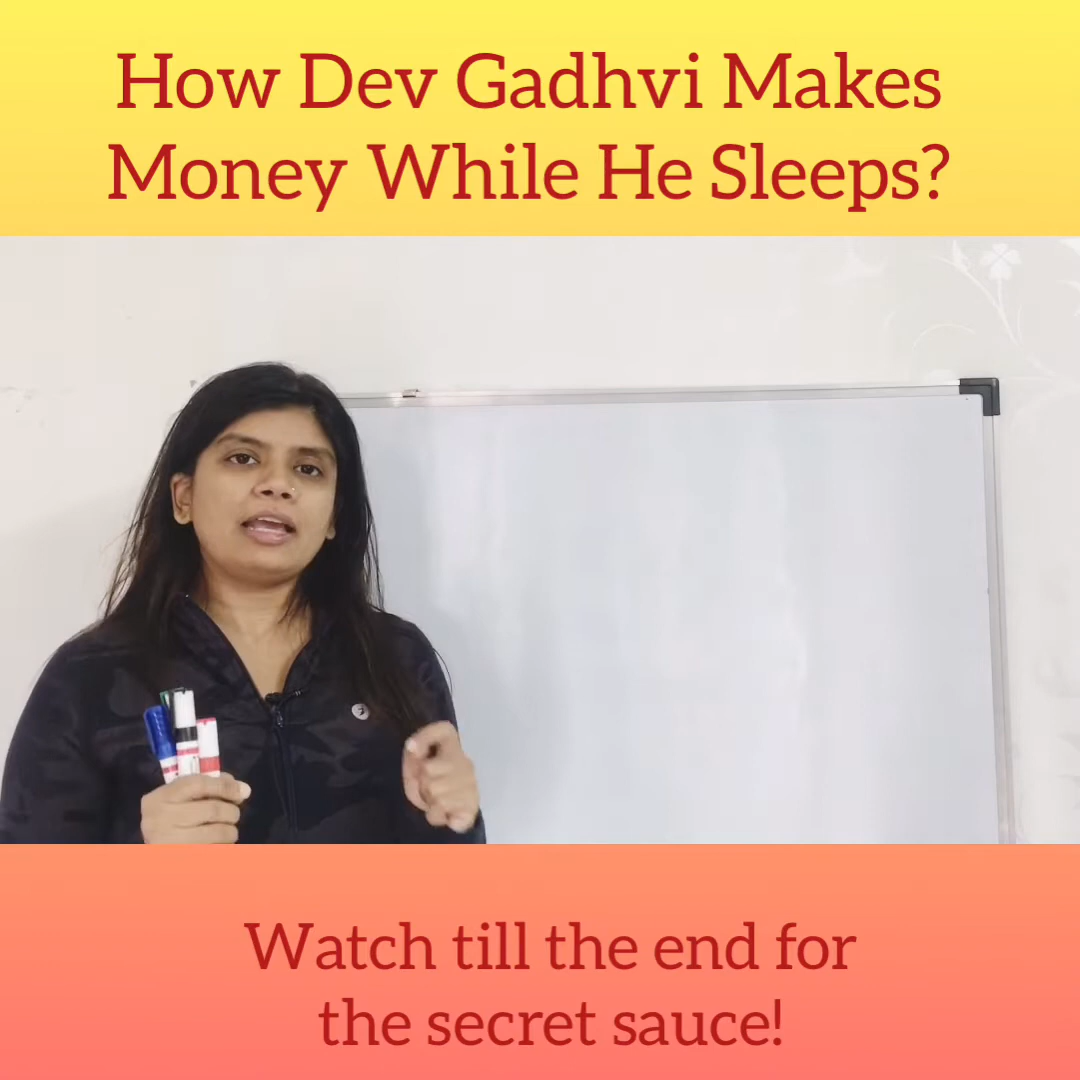 How Dev Gadhvi Makes
Money While He Sleeps?
Watch till the end for
the secret sauce!